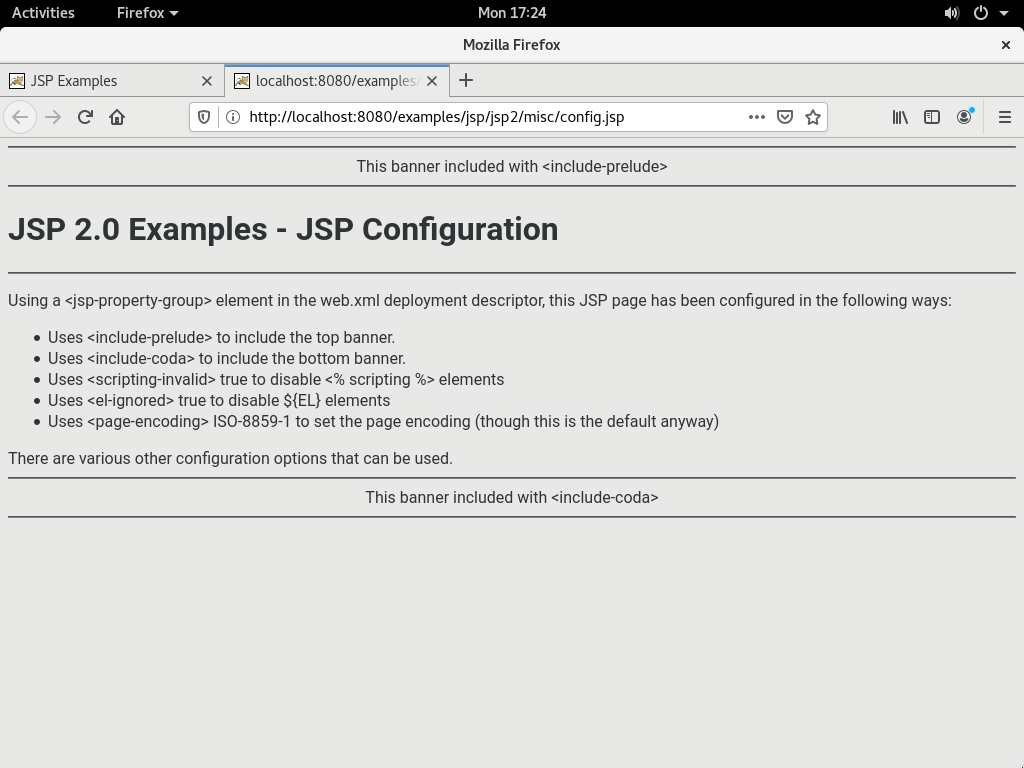 Activities Firefox Mon 17:24
Mozilla Firefox
JSP Examples localhost:8080/examples/
http://localhost:8080/examples/jsp/jsp2/misc/config.jsp
This banner included with <include-prelude>
JSP 2.0 Examples - JSP Configuration
Using a <jsp-property-group> element in the web.xml deployment descriptor, this JSP page has been configured in the following ways:
• Uses <include-prelude> to include the top banner.
• Uses <include-coda> to include the bottom banner.
• Uses <scripting-invalid> true to disable <% scripting %> elements
• Uses <el-ignored> true to disable ${EL} elements
• Uses <page-encoding> ISO-8859-1 to set the page encoding (though this is the default anyway)
There are various other configuration options that can be used.
This banner included with <include-coda>